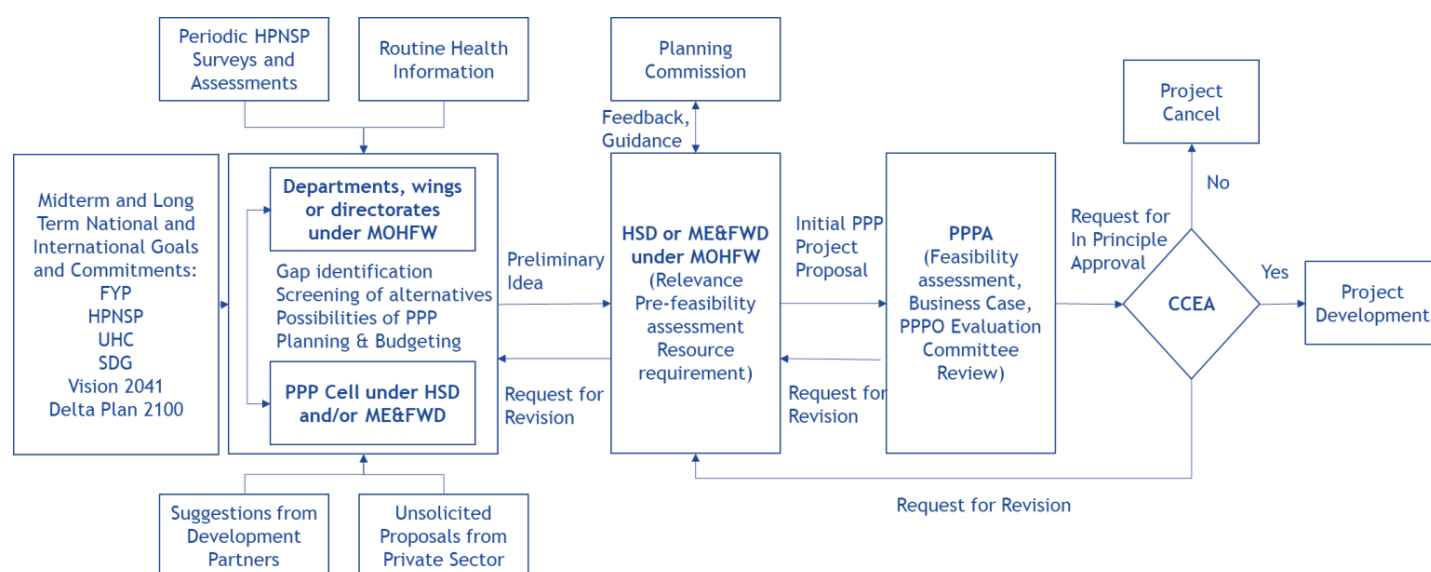 Periodic HPNSP
Surveys and
Assessments
Routine Health
Information
Planning
Commission
Project
Cancel
Feedback,
Guidance
No
Midterm and Long
Term National and
International Goals
and Commitments:
FYP
HPNSP
UHC
SDG
Vision 2041
Delta Plan 2100
Departments, wings
or directorates
under MOHFW
Gap identification
Screening of alternatives
Possibilities of PPP
Planning & Budgeting
PPP Cell under HSD
and/or ME&FWD
Preliminary
Idea
Request for
Revision
HSD or ME&FWD
under MOHFW
(Relevance
Pre-feasibility
assessment
Resource
requirement)
Initial PPP
Project
Proposal
Request for
Revision
PPPA
(Feasibility
assessment,
Business Case,
PPPO Evaluation
Committee
Review)
Request for
In Principle
Approval
CCEA
Yes
Project
Development
Request for Revision
Suggestions from
Development
Partners
Unsolicited
Proposals from
Private Sector